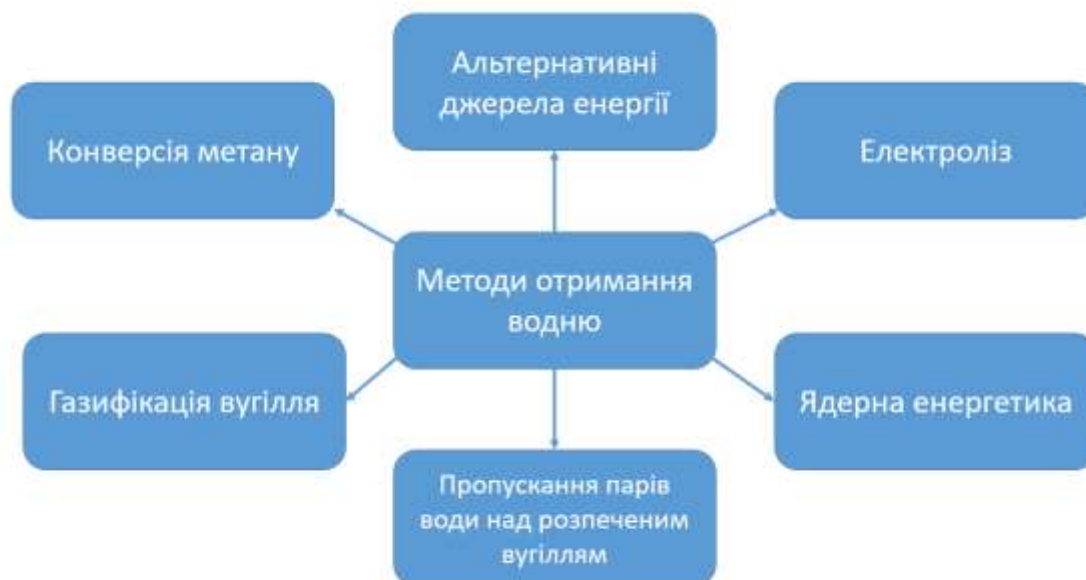 Альтернативні
джерела енергії
Конверсія метану
Електроліз
Методи отримання
водню
Газифікація вугілля
Ядерна енергетика
Пропускання парів
води над розпеченим
вугіллям